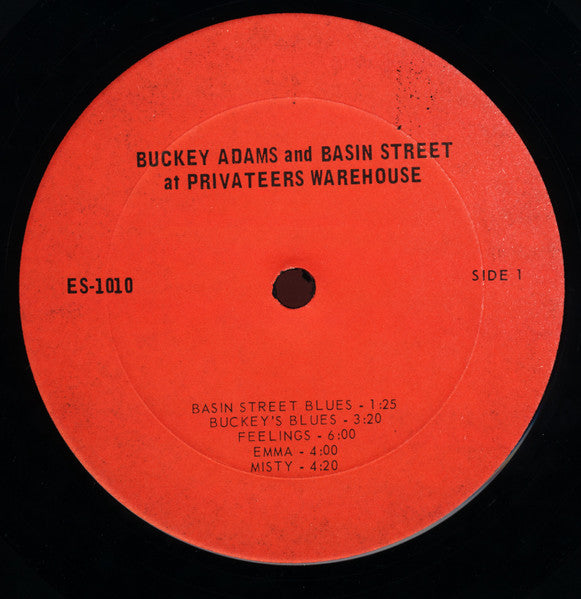 BUCKEY ADAMS and BASIN STREET
at PRIVATEERS WAREHOUSE
ES-1010
SIDE 1
BASIN STREET BLUES - 1:25
BUCKEY'S BLUES - 3:20
FEELINGS - 6:00
EMMA - 4:00
MISTY - 4:20